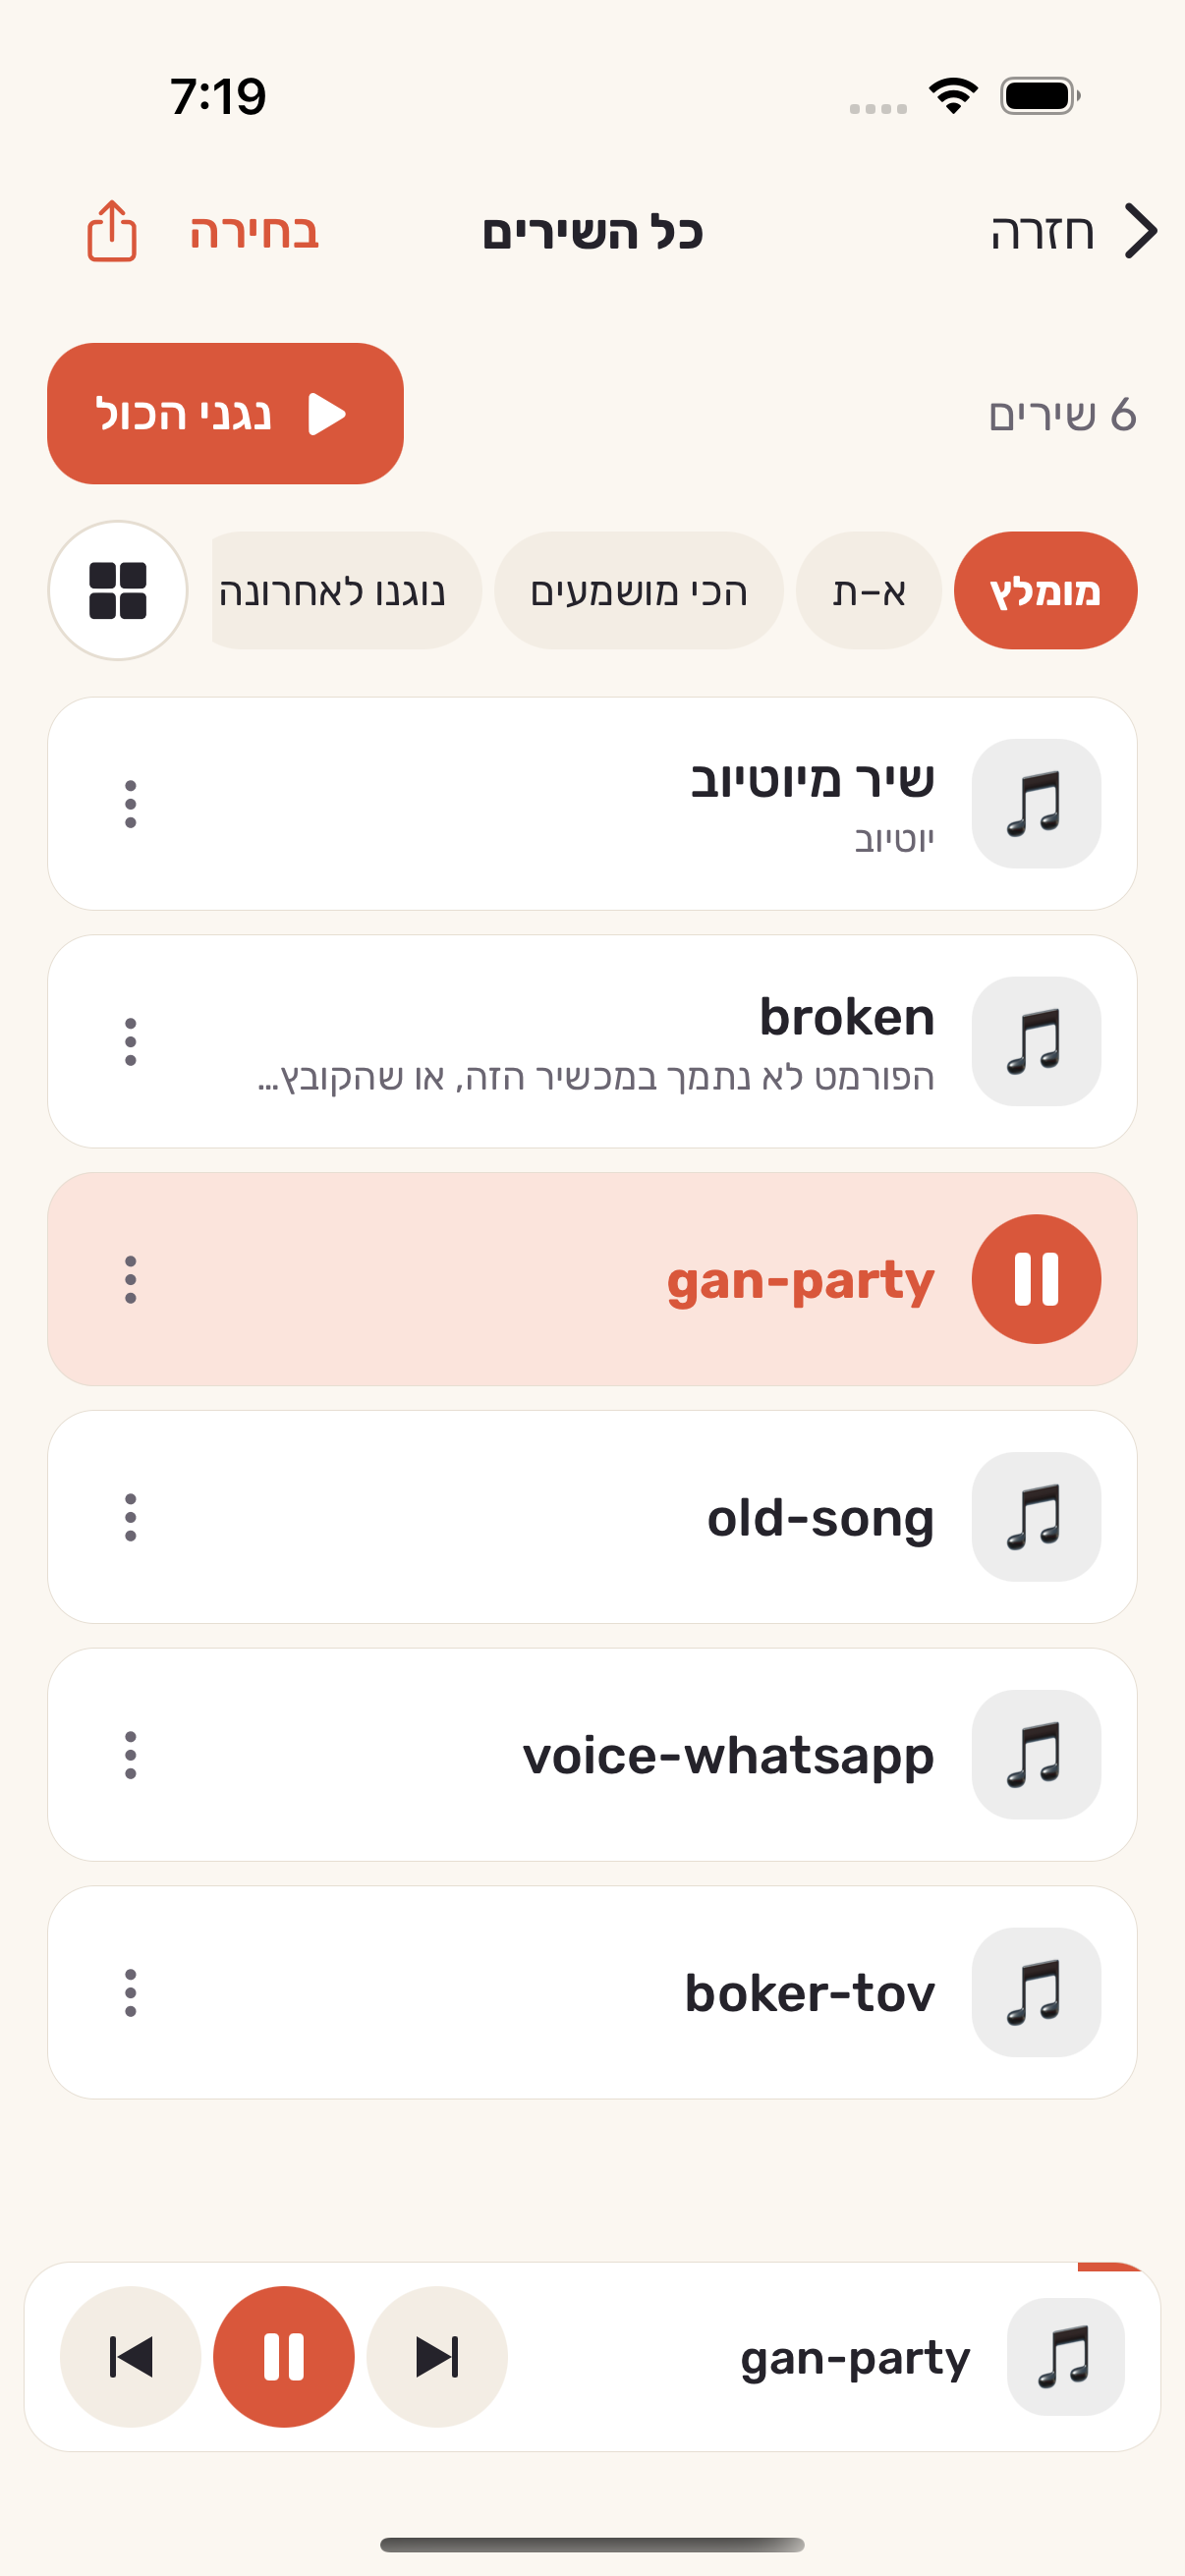 7:19
חזרה
כל השירים
בחירה
6 שירים
נגני הכול
מומלץ
א–ת
הכי מושמעים
נוגנו לאחרונה
שיר מיוטיוב
יוטיוב
broken
הפורמט לא נתמך במכשיר הזה, או שהקובץ...
gan-party
old-song
voice-whatsapp
boker-tov
gan-party